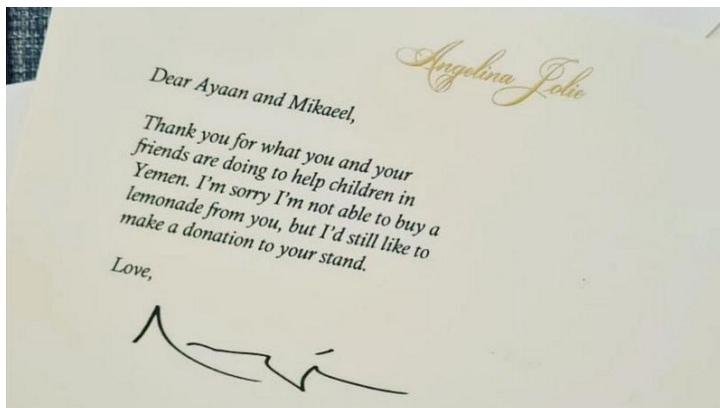 Angelina Jolie
Dear Ayaan and Mikaeel,
Thank you for what you and your
friends are doing to help children in
Yemen. I'm sorry I'm not able to buy a
lemonade from you, but I'd still like to
make a donation to your stand.
Love,